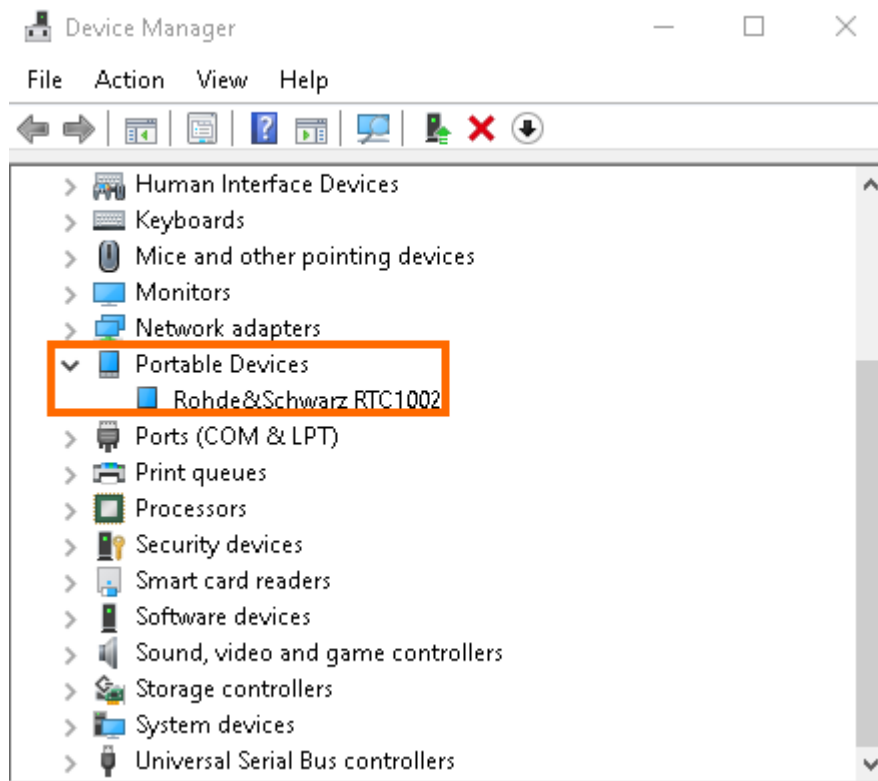 Device Manager
File Action View Help
Human Interface Devices
Keyboards
Mice and other pointing devices
Monitors
Network adapters
Portable Devices
Rohde&Schwarz RTC1002
Ports (COM & LPT)
Print queues
Processors
Security devices
Smart card readers
Software devices
Sound, video and game controllers
Storage controllers
System devices
Universal Serial Bus controllers